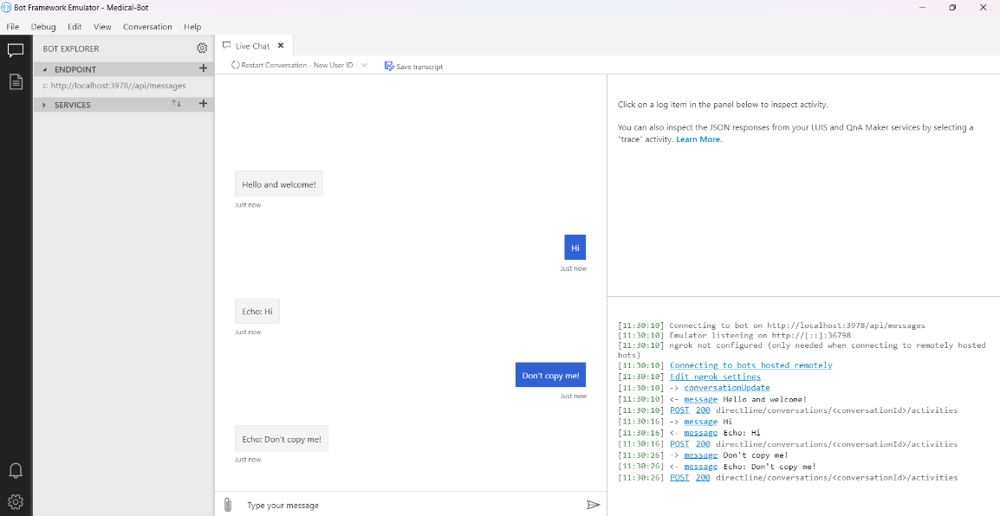 Bot Framework Emulator - Medical-Bot
File Debug Edit View Conversation Help
BOT EXPLORER
ENDPOINT
http://localhost:3978//api/messages
SERVICES
Live Chat
Restart Conversation - New User ID
Save transcript
Hello and welcome!
Just now
Hi
Just now
Echo: Hi
Just now
Don't copy me!
Just now
Echo: Don't copy me!
Just now
Type your message
Click on a log item in the panel below to inspect activity.
You can also inspect the JSON responses from your LUIS and QnA Maker services by selecting a
"trace" activity. Learn More.
[11:30:10] Connecting to bot on http://localhost:3978/api/messages
[11:30:10] Emulator listening on http://[::]:36798
[11:30:10] ngrok not configured (only needed when connecting to remotely hosted
bots)
[11:30:10] Connecting to bots hosted remotely
[11:30:10] Edit ngrok settings
[11:30:10] -> conversationUpdate
[11:30:10] <- message Hello and welcome!
[11:30:10] POST 200 directline/conversations/<conversationId>/activities
[11:30:16] -> message Hi
[11:30:16] <- message Echo: Hi
[11:30:16] POST 200 directline/conversations/<conversationId>/activities
[11:30:26] -> message Don't copy me!
[11:30:26] <- message Echo: Don't copy me!
[11:30:26] POST 200 directline/conversations/<conversationId>/activities